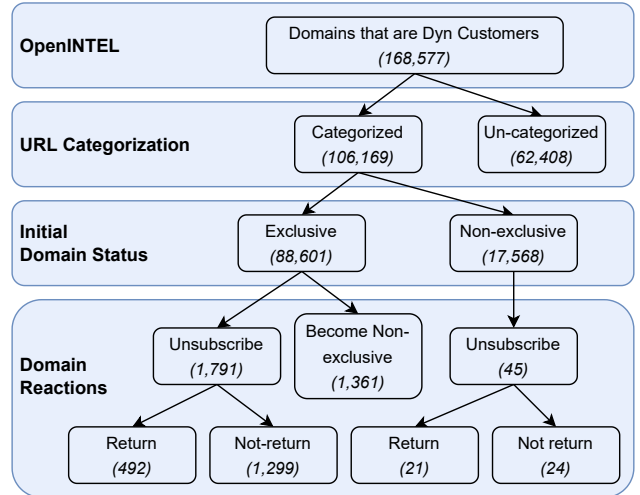 OpenINTEL
Domains that are Dyn Customers
(168,577)
URL Categorization
Categorized
(106,169)
Un-categorized
(62,408)
Initial
Domain Status
Exclusive
(88,601)
Non-exclusive
(17,568)
Domain
Reactions
Unsubscribe
(1,791)
Become Non-
exclusive
(1,361)
Unsubscribe
(45)
Return
(492)
Not-return
(1,299)
Return
(21)
Not return
(24)